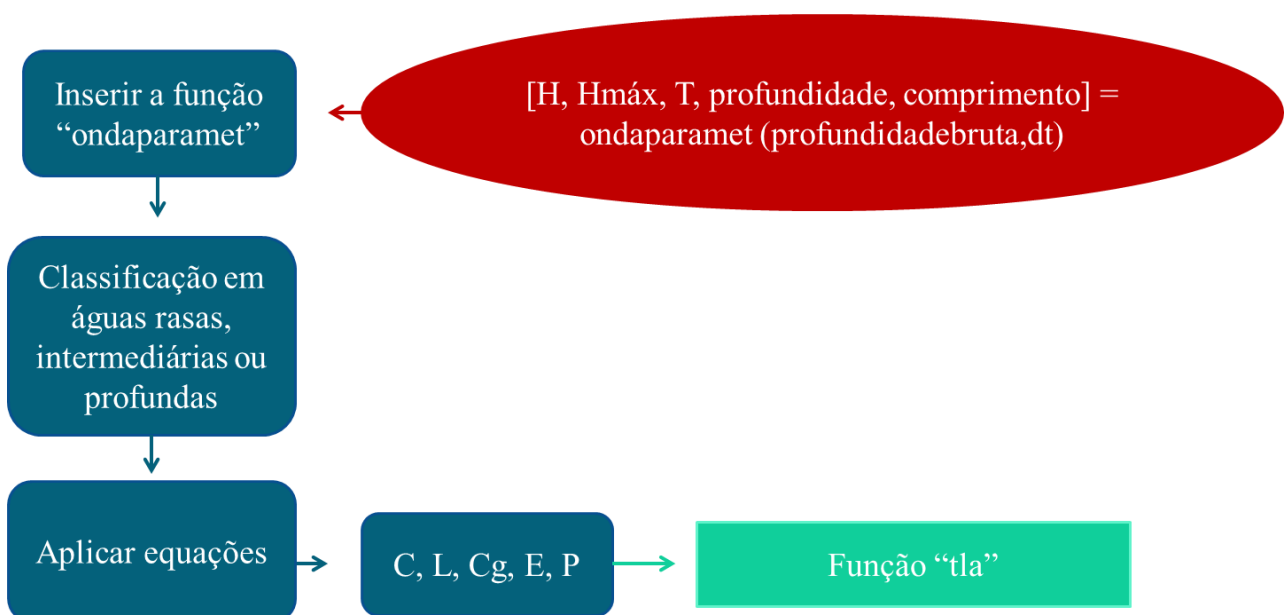 Inserir a função
“ondaparamet”
[H, Hmáx, T, profundidade, comprimento] =
ondaparamet (profundidadebruta,dt)
Classificação em
águas rasas,
intermediárias ou
profundas
Aplicar equações
C, L, Cg, E, P
Função “tla”